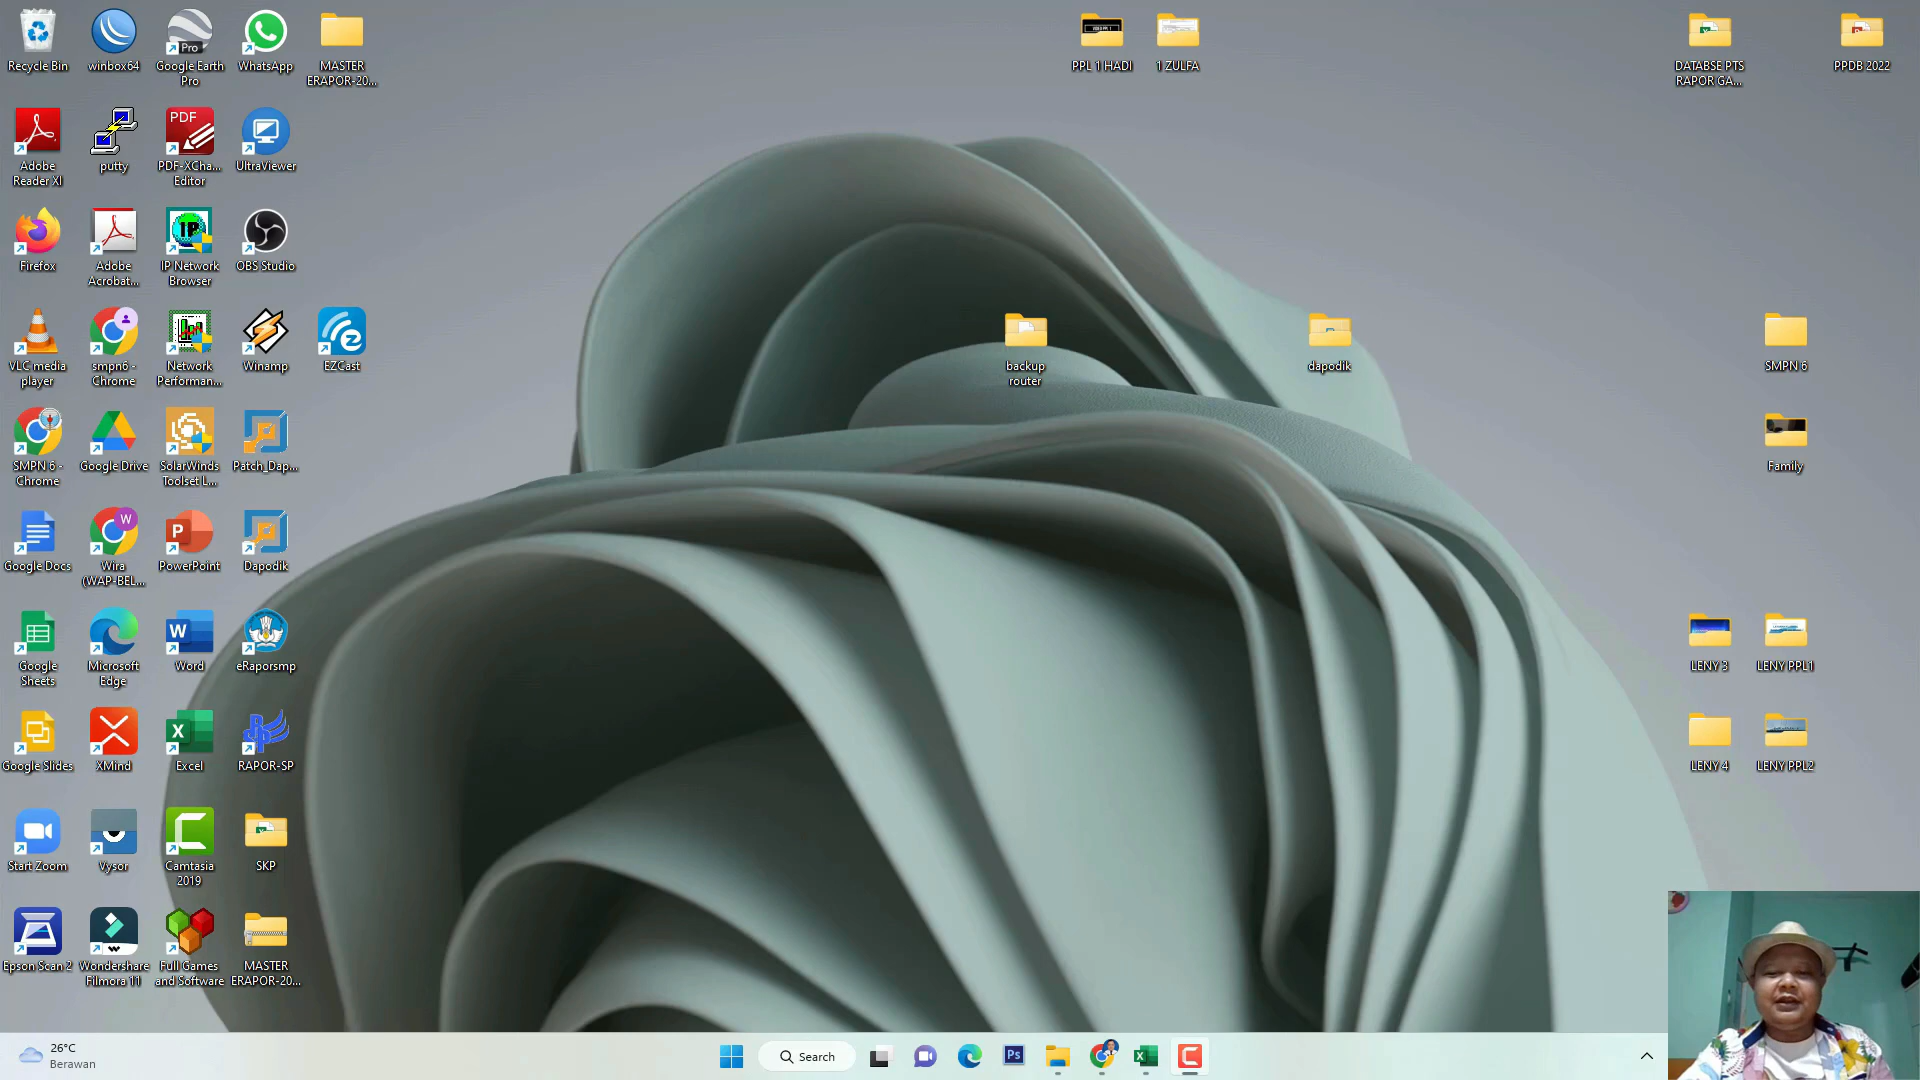 Recycle Bin
winbox64
Pro
Google Earth
Pro
WhatsApp
MASTER
ERAPOR-20...
PPL 1 HADI
1 ZULFA
DATABSE PTS
RAPOR GA...
PPDB 2022
Adobe
Reader XI
putty
PDF
PDF-XCha...
Editor
UltraViewer
Firefox
Adobe
Acrobat...
IP
IP Network
Browser
OBS Studio
VLC media
player
smpn6 -
Chrome
Network
Performan...
Winamp
EZCast
backup
router
dapodik
SMPN 6
SMPN 6 -
Chrome
Google Drive
SolarWinds
Toolset L...
Patch_Dap...
Family
Google Docs
W
Wira
(WAP-BEL...
P
PowerPoint
Dapodik
Google
Sheets
Microsoft
Edge
W
Word
eRaporsmp
LENY 3
LENY PPL1
Google Slides
XMind
X
Excel
RAPOR-SP
LENY 4
LENY PPL2
Start Zoom
Vysor
Camtasia
2019
SKP
Epson Scan 2
Wondershare
Filmora 11
Full Games
and Software
MASTER
ERAPOR-20...
26°C
Berawan
Search
Ps
X